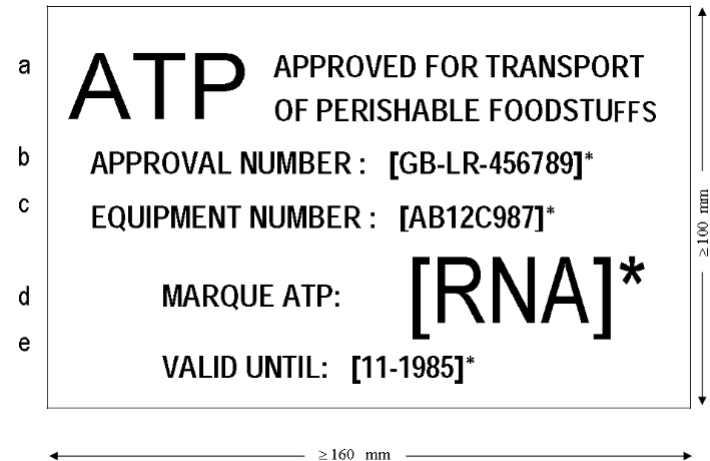 a ATP APPROVED FOR TRANSPORT
OF PERISHABLE FOODSTUFFS
b APPROVAL NUMBER : [GB-LR-456789]*
c EQUIPMENT NUMBER : [AB12C987]*
d MARQUE ATP: [RNA]*
e VALID UNTIL: [11-1985]*
≥100 mm
≥160 mm